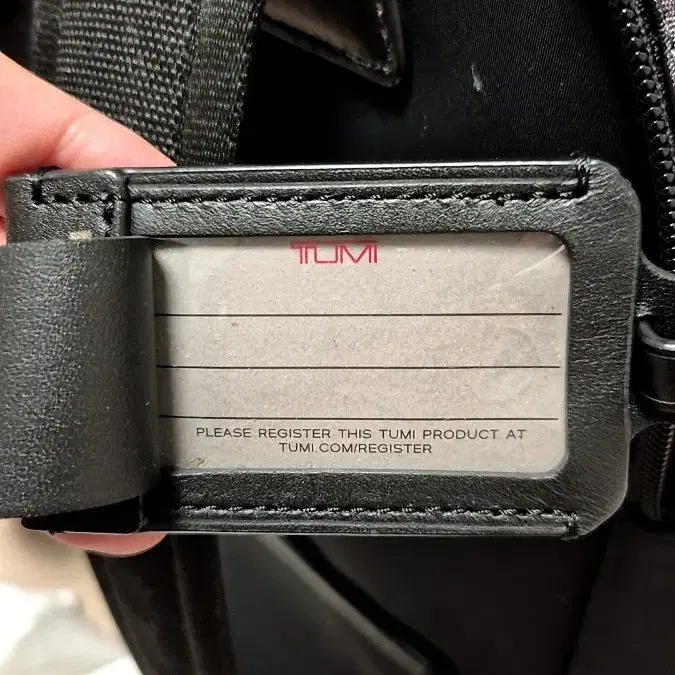 TUMI
PLEASE REGISTER THIS TUMI PRODUCT AT
TUMI.COM/REGISTER